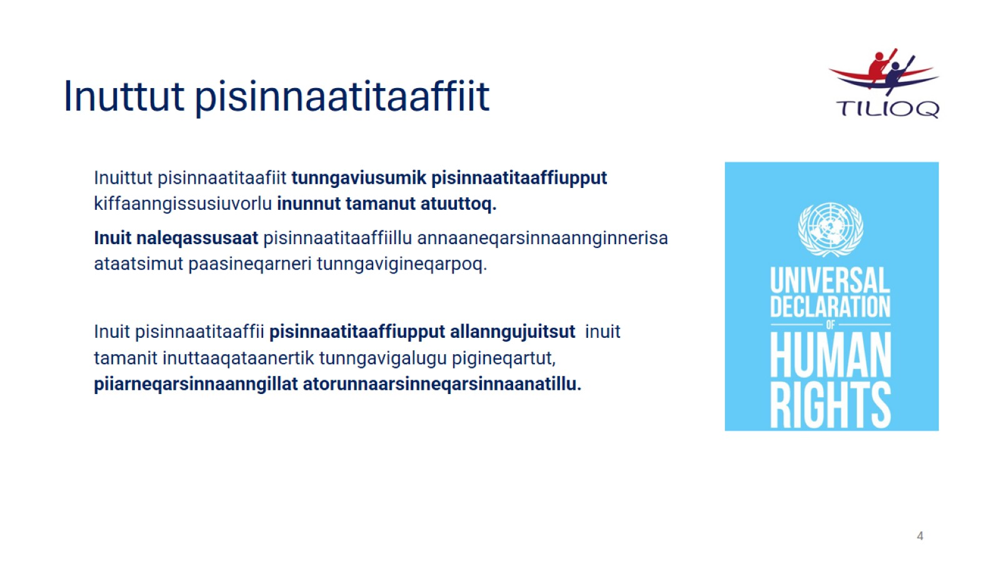 Inuttut pisinnaatitaaffiit
TILIOQ
Inuittut pisinnaatitaafiit tunngaviusumik pisinnaatitaaffiupput
kiffaanngissusiuvorlu inunnut tamanut atuuttoq.
Inuit naleqassusaat pisinnaatitaaffiillu annaaneqarsinnaannginnerisa
ataatsimut paasineqarneri tunngavigineqarpoq.
Inuit pisinnaatitaaffii pisinnaatitaaffiupput allanngujuitsut inuit
tamanit inuttaaqataanertik tunngavigalugu pigineqartut,
piiarneqarsinnaanngillat atorunnaarsinneqarsinnaanatillu.
UNIVERSAL
DECLARATION
OF
HUMAN
RIGHTS
4